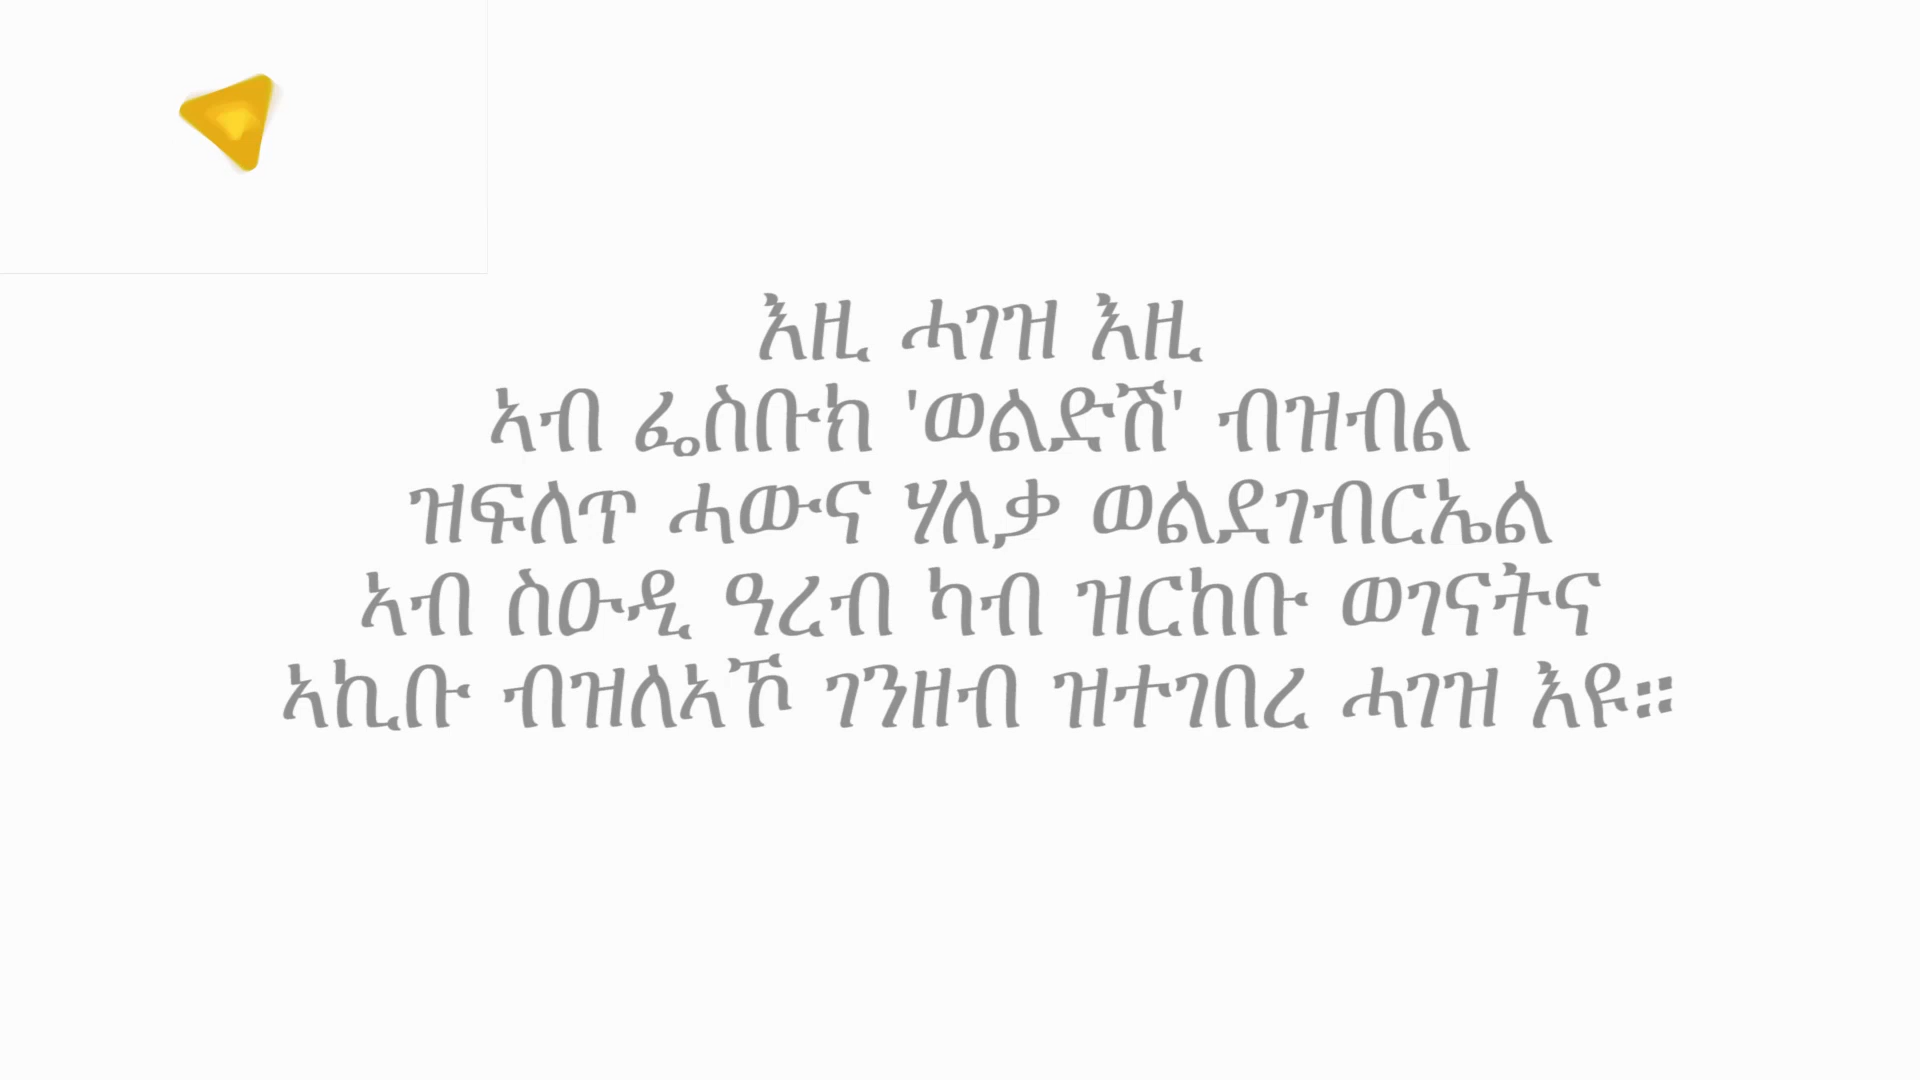 እዚ ሓገዝ እዚ
ኣብ ፌስቡክ 'ወልድሽ' ብዝብል
ዝፍለጥ ሓውና ሃለቃ ወልደገብርኤል
ኣብ ስዑዲ ዓረብ ካብ ዝርከቡ ወገናትና
ኣኪቡ ብዝለኣኾ ገንዘብ ዝተገበረ ሓገዝ እዩ።